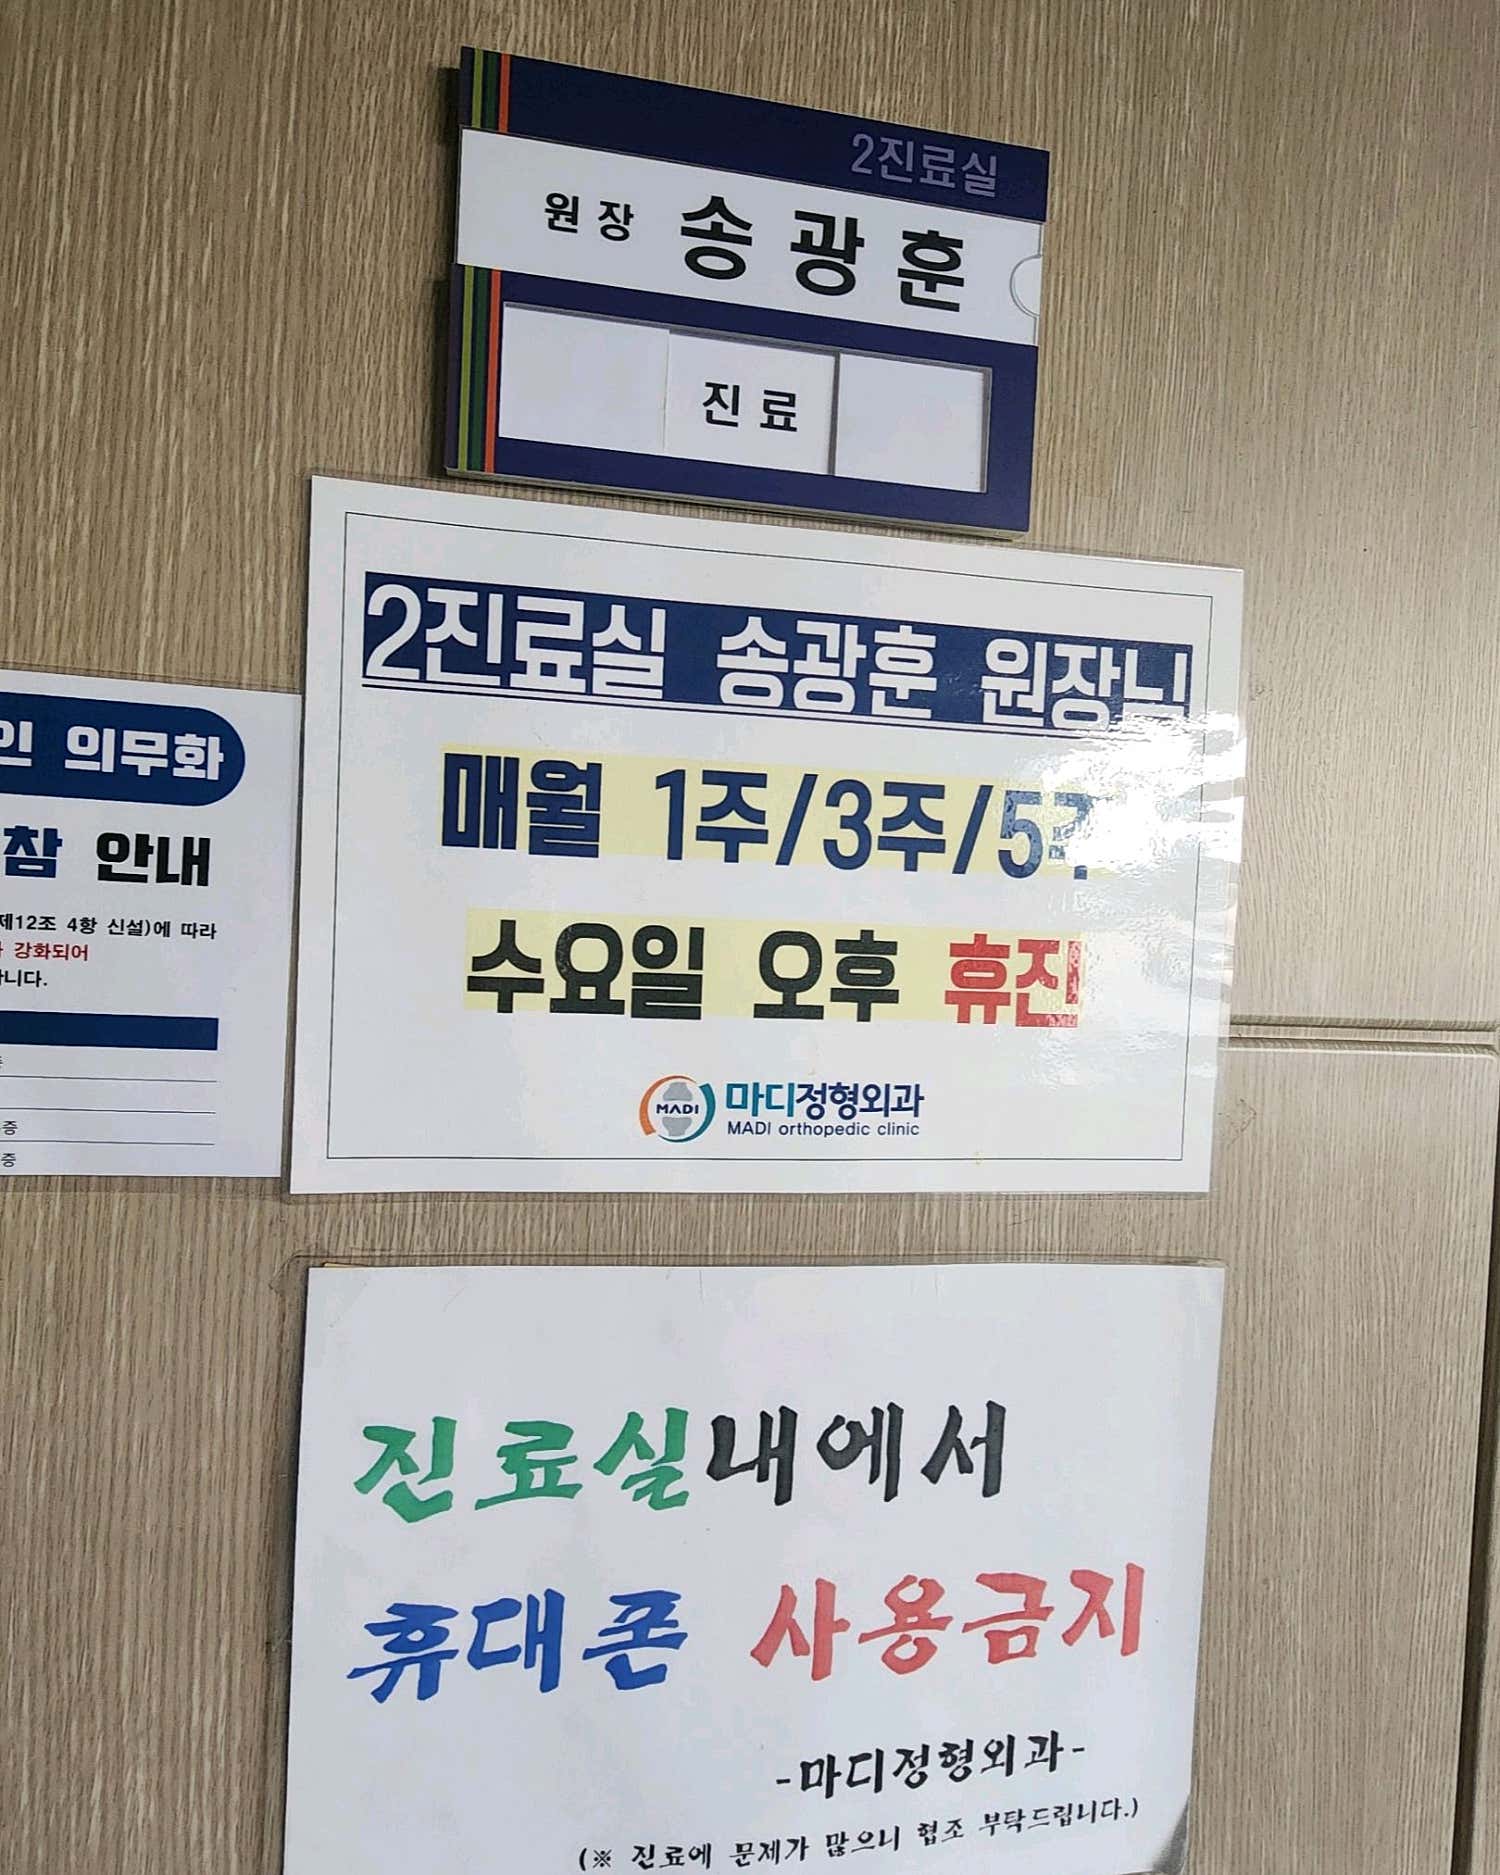 2진료실
원장 송광훈
진료
2진료실 송광훈 원장님
매월 1주/3주/5주
수요일 오후 휴진
MADI 마디정형외과
MADI orthopedic clinic
인 의무화
참 안내
제12조 4항 신설)에 따라
강화되어
니다.
증
증
진료실내에서
휴대폰 사용금지
-마디정형외과-
(※ 진료에 문제가 많으니 협조 부탁드립니다.)